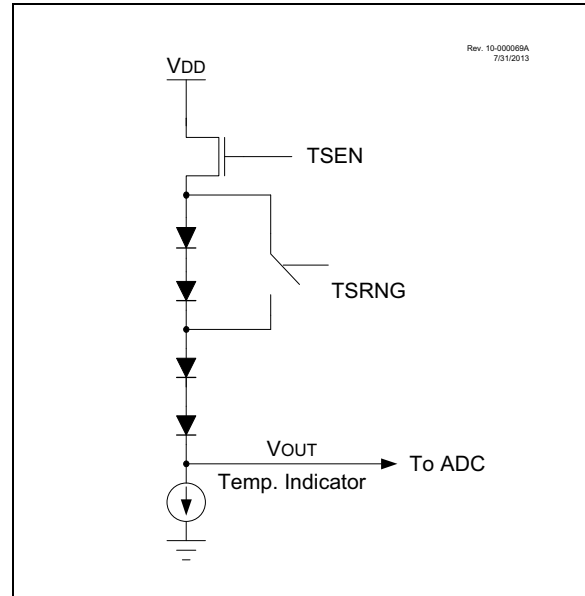 Rev. 10-000069A
7/31/2013
VDD
TSEN
TSRNG
VOUT
To ADC
Temp. Indicator